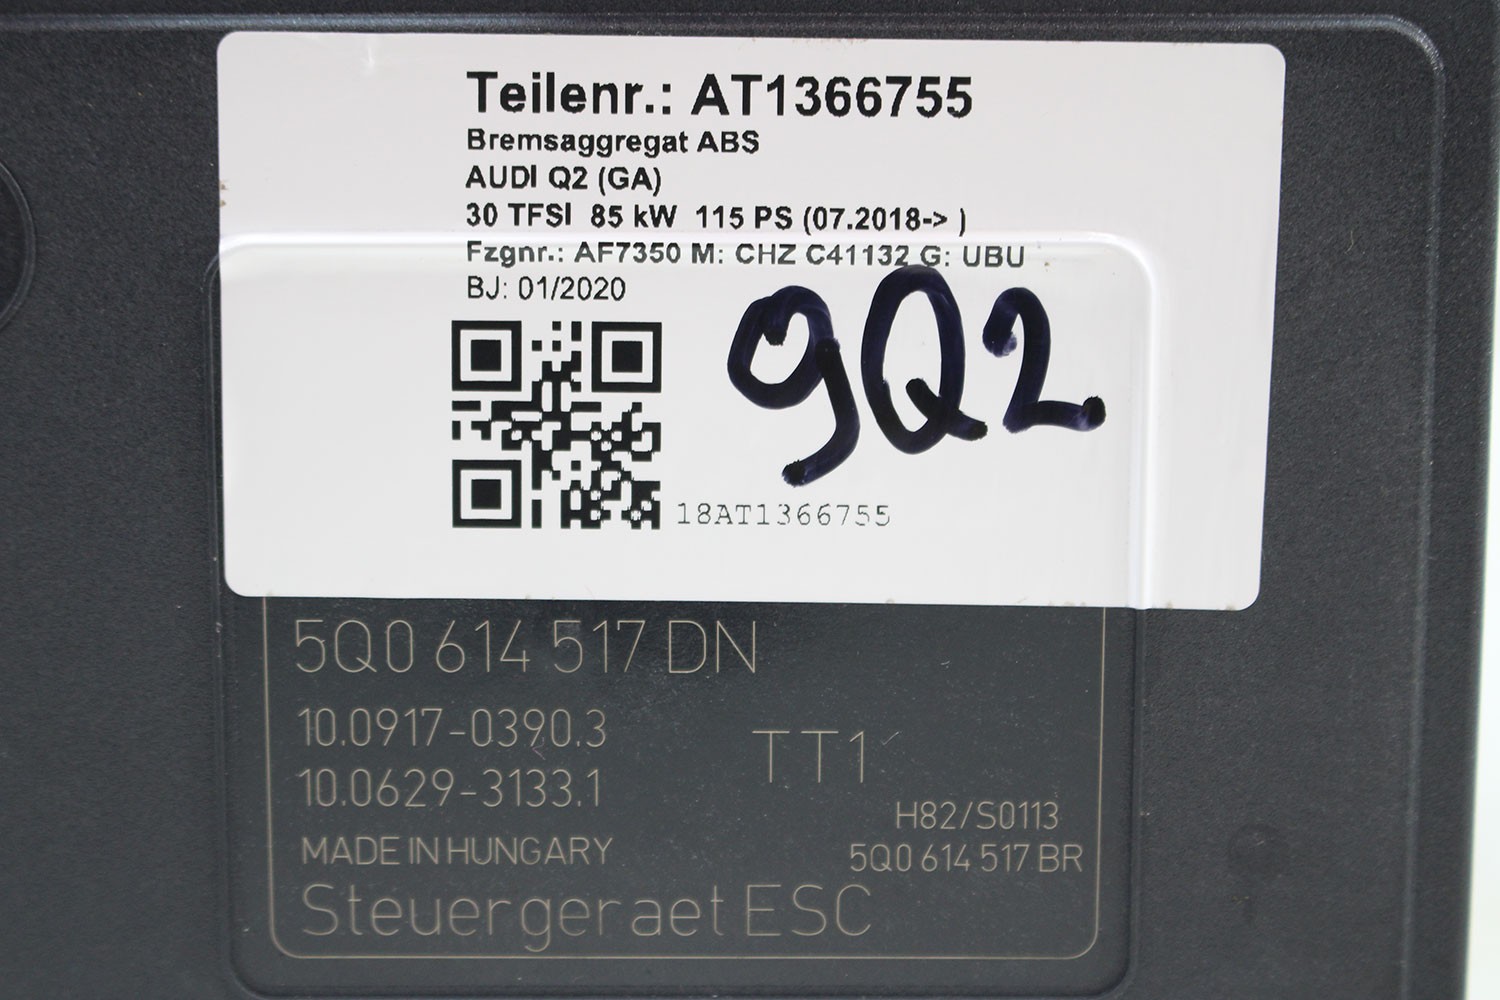 Teilenr.: AT1366755
Bremsaggregat ABS
AUDI Q2 (GA)
30 TFSI 85 kW 115 PS (07.2018-> )
Fzgnr.: AF7350 M: CHZ C41132 G: UBU
BJ: 01/2020
9Q2
18AT1366755
5Q0 614 517 DN
10.0917-0390.3
10.0629-3133.1
TT1
H82/S0113
MADE IN HUNGARY
5Q0 614 517 BR
Steuergeraet ESC